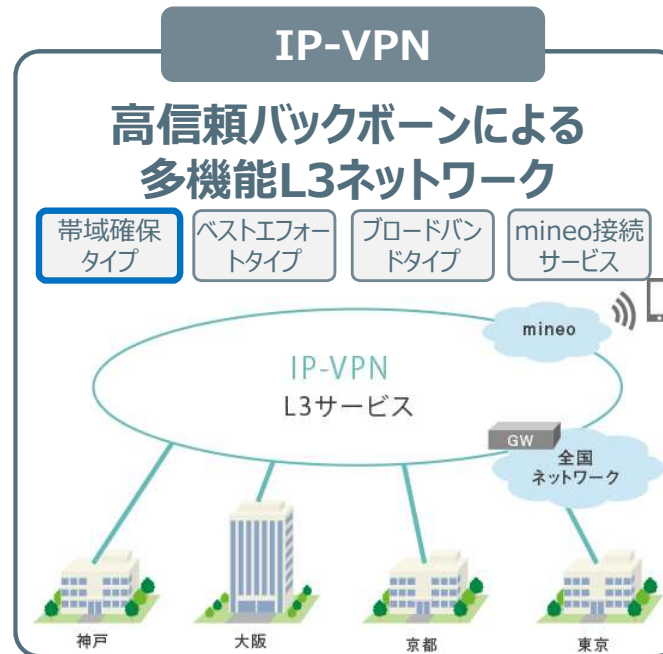 IP-VPN
高信頼バックボーンによる
多機能L3ネットワーク
帯域確保
タイプ
ベストエフォー
トタイプ
ブロードバン
ドタイプ
mineo接続
サービス
mineo
IP-VPN
L3サービス
GW
全国
ネットワーク
神戸
大阪
京都
東京